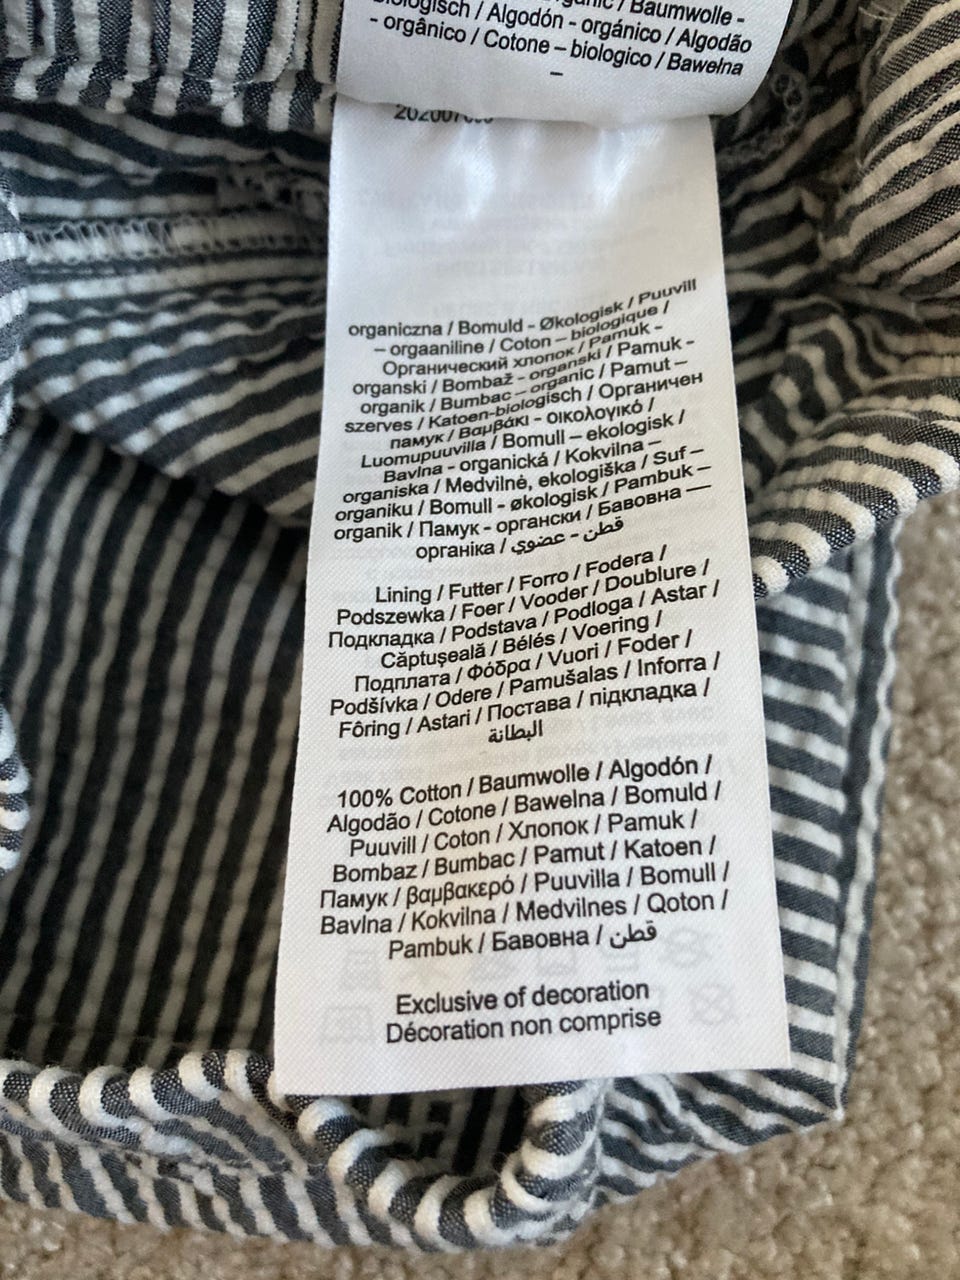 / Baumwolle -
biologisch / Algodón - orgánico / Algodão
- orgânico / Cotone – biologico / Bawełna
–
organiczna / Bomuld - Økologisk / Puuvill
– orgaaniline / Coton – biologique /
Органический хлопок / Pamuk -
organski / Bombaž - organski / Pamuk -
organik / Bumbac – organic / Pamut –
szerves / Katoen-biologisch / Органичен
памук / Βαμβάκι - οικολογικό /
Luomupuuvilla / Bomull – ekologisk /
Bavlna - organická / Kokvilna –
organiska / Medvilnė, ekologiška / Suf –
organiku / Bomull - økologisk / Pambuk –
organik / Памук - органски / Бавовна —
органіка / قطن - عضوي
Lining / Futter / Forro / Fodera /
Podszewka / Foer / Vooder / Doublure /
Подкладка / Podstava / Podloga / Astar /
Căptușeală / Bélés / Voering /
Подплата / Φόδρα / Vuori / Foder /
Podšívka / Odere / Pamušalas / Inforra /
Fôring / Astari / Постава / підкладка /
البطانة
100% Cotton / Baumwolle / Algodón /
Algodão / Cotone / Bawełna / Bomuld /
Puuvill / Coton / Хлопок / Pamuk /
Bombaz / Bumbac / Pamut / Katoen /
Памук / βαμβακερό / Puuvilla / Bomull /
Bavlna / Kokvilna / Medvilnes / Qoton /
Pambuk / Бавовна / قطن
Exclusive of decoration
Décoration non comprise